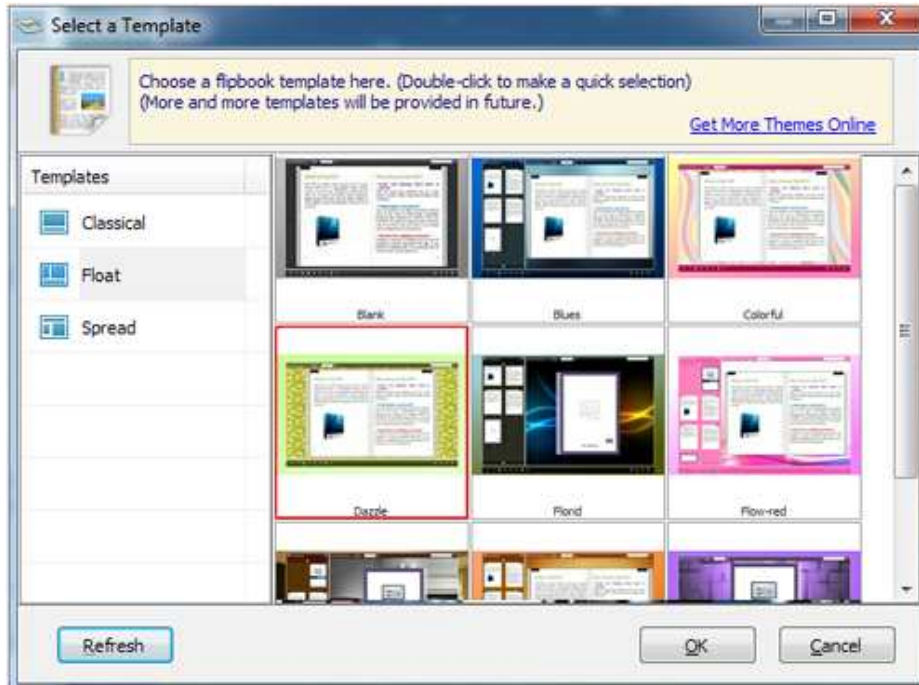 Select a Template
Choose a flipbook template here. (Double-click to make a quick selection)
(More and more templates will be provided in future.)
Get More Themes Online
Templates
Classical
Float
Spread
Blank
Blues
Colorful
Dazzle
Florid
Flow-red
Refresh
OK
Cancel